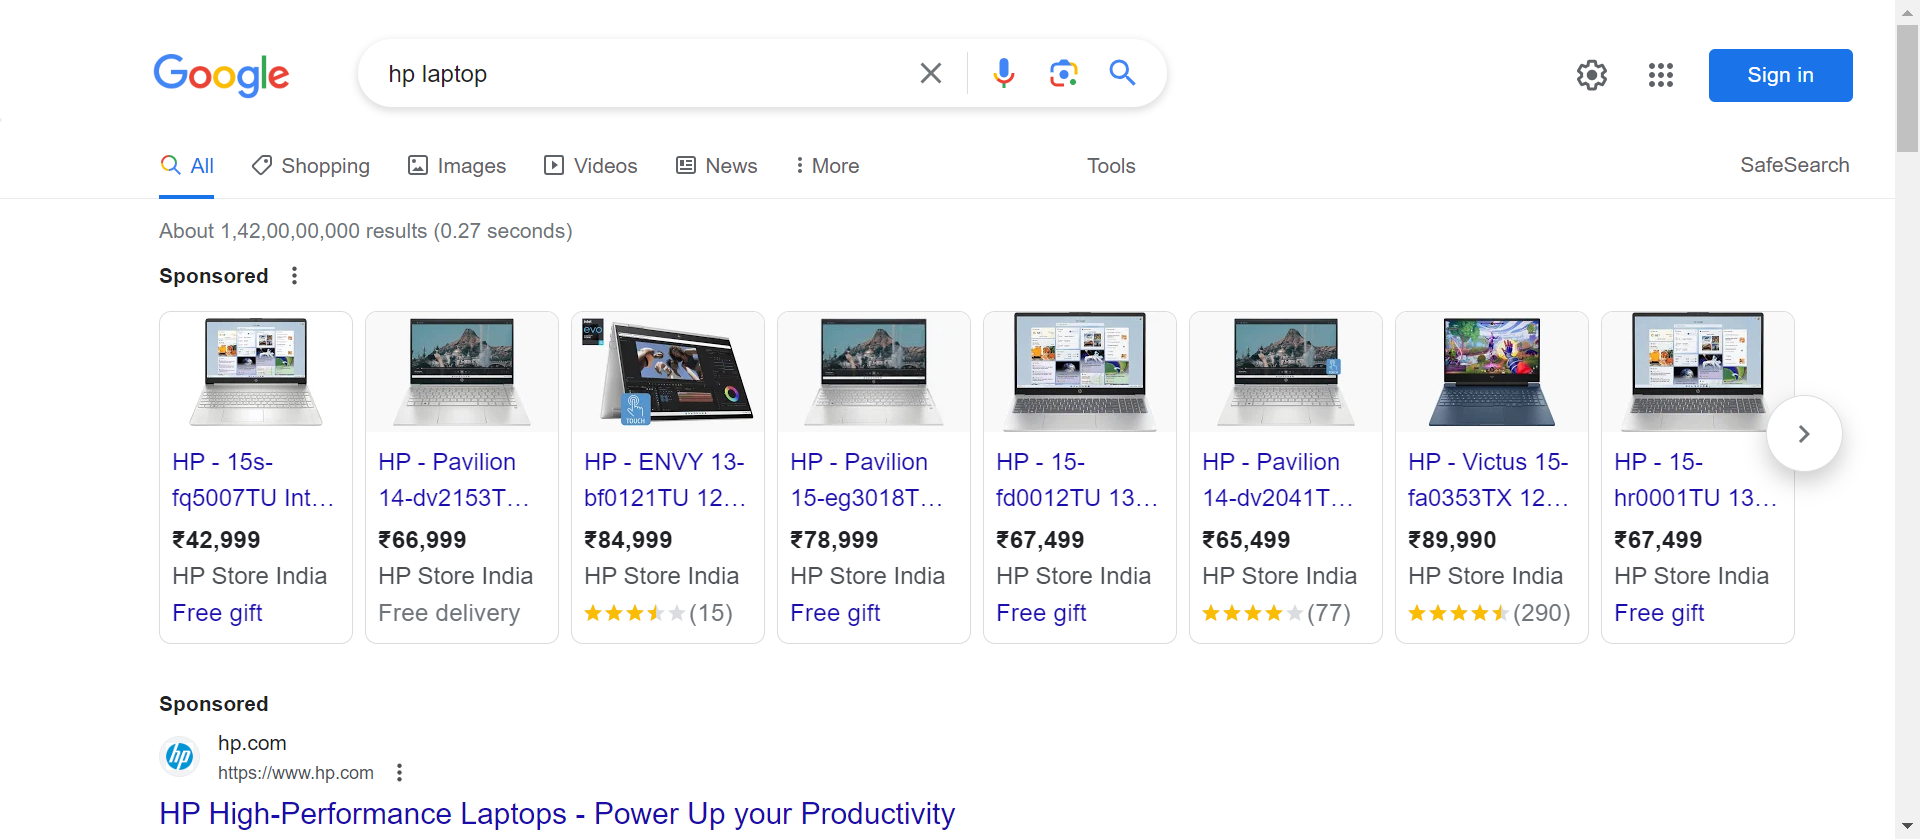 Google
hp laptop
Sign in
All
Shopping
Images
Videos
News
More
Tools
SafeSearch
About 1,42,00,00,000 results (0.27 seconds)
Sponsored
intel
evo
TOUCH
HP - 15s-
fq5007TU Int...
₹42,999
HP Store India
Free gift
HP - Pavilion
14-dv2153T...
₹66,999
HP Store India
Free delivery
HP - ENVY 13-
bf0121TU 12...
₹84,999
HP Store India
(15)
HP - Pavilion
15-eg3018T...
₹78,999
HP Store India
Free gift
HP - 15-
fd0012TU 13...
₹67,499
HP Store India
Free gift
HP - Pavilion
14-dv2041T...
₹65,499
HP Store India
(77)
HP - Victus 15-
fa0353TX 12...
₹89,990
HP Store India
(290)
HP - 15-
hr0001TU 13...
₹67,499
HP Store India
Free gift
Sponsored
hp
hp.com
https://www.hp.com
HP High-Performance Laptops - Power Up your Productivity